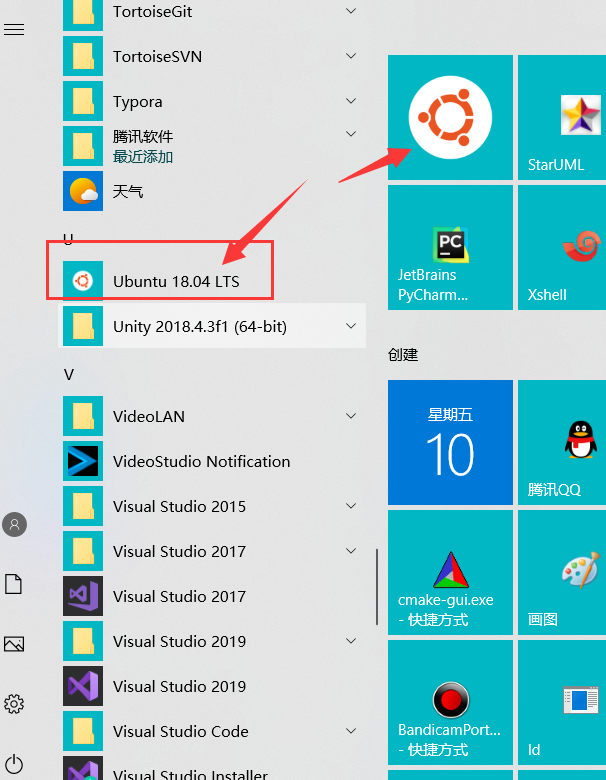 TortoiseGit
TortoiseSVN
Typora
腾讯软件
最近添加
天气
U
Ubuntu 18.04 LTS
Unity 2018.4.3f1 (64-bit)
V
VideoLAN
VideoStudio Notification
Visual Studio 2015
Visual Studio 2017
Visual Studio 2017
Visual Studio 2019
Visual Studio 2019
Visual Studio Code
Visual Studio Installer
StarUML
PC
JetBrains
PyCharm...
Xshell
创建
星期五
10
腾讯QQ
cmake-gui.exe
- 快捷方式
画图
BandicamPort...
- 快捷方式
ld